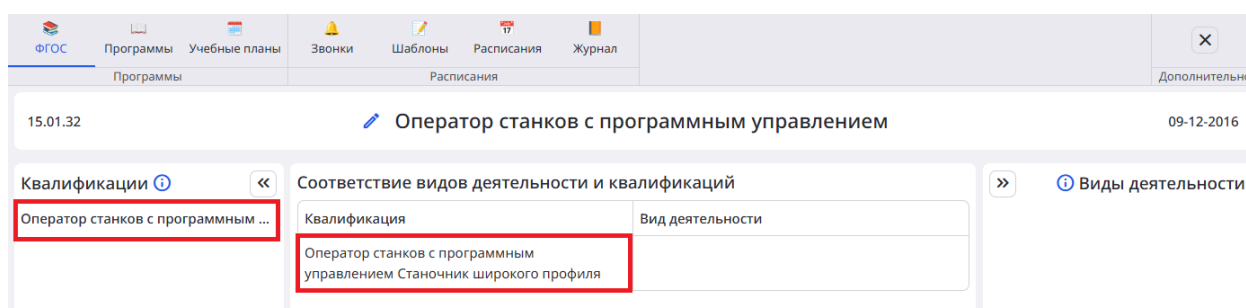 ФГОС
Программы
Учебные планы
Звонки
Шаблоны
Расписания
Журнал
Программы
Расписания
Дополнительн
15.01.32
Оператор станков с программным управлением
09-12-2016
Квалификации
Соответствие видов деятельности и квалификаций
Виды деятельности
Оператор станков с программным ...
Квалификация
Вид деятельности
Оператор станков с программным
управлением Станочник широкого профиля